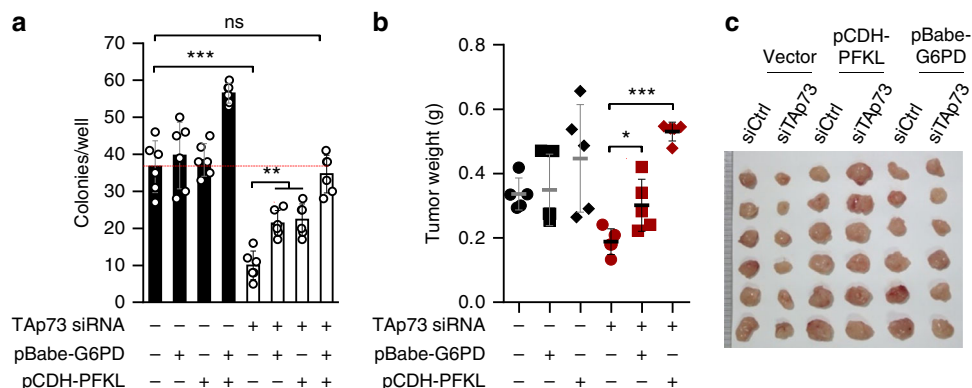 a
ns
***
**
Colonies/well
70
60
50
40
30
20
10
0
TAp73 siRNA − − − − + + + +
pBabe-G6PD − + − + − + − +
pCDH-PFKL − − + + − − + +
b
***
*
Tumor weight (g)
0.8
0.6
0.4
0.2
0.0
TAp73 siRNA − − − + + +
pBabe-G6PD − + − − + −
pCDH-PFKL − − + − − +
c
Vector
pCDH-
PFKL
pBabe-
G6PD
siCtrl
siTAp73
siCtrl
siTAp73
siCtrl
siTAp73